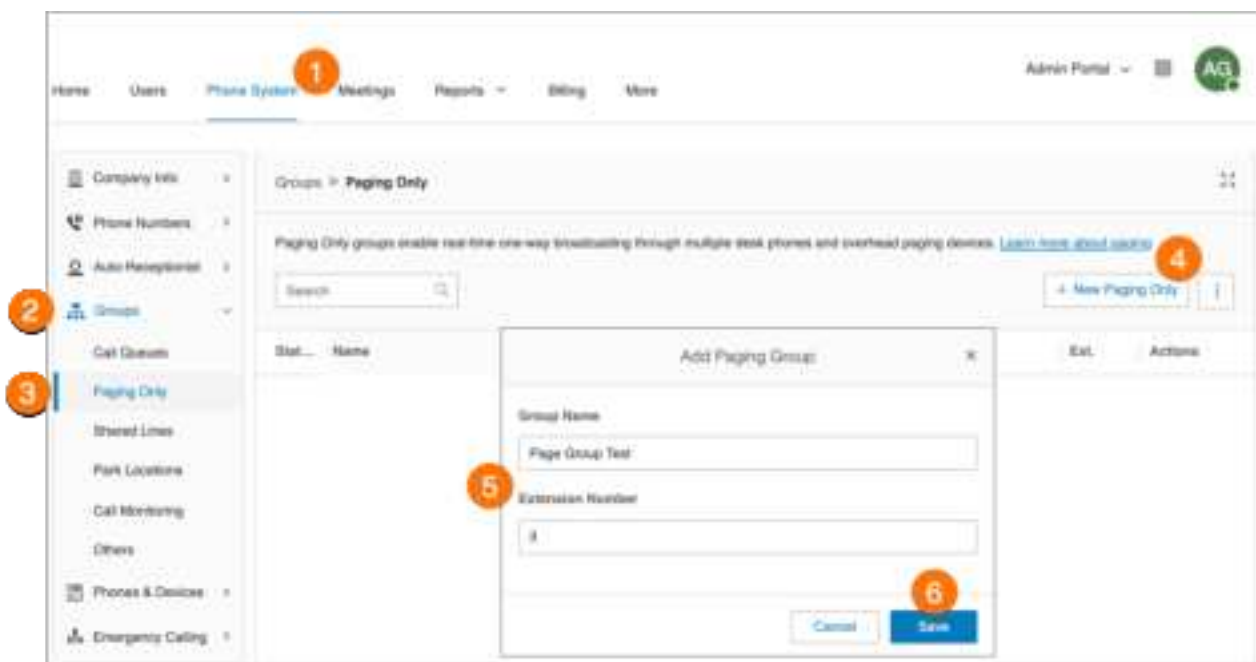 1
Admin Portal
AG
Home Users Phone System Meetings Reports Billing More
Company Info
Groups > Paging Only
Phone Numbers
Paging Only groups enable real-time one-way broadcasting through multiple desk phones and overhead paging devices. Learn more about paging
4
Auto-Receptionist
Search
+ New Paging Only
2
Groups
Call Queues
Stat... Name
Add Paging Group
Ext. Actions
3
Paging Only
Group Name
Shared Lines
Page Group Test
Park Locations
5
Extension Number
Call Monitoring
Others
6
Phones & Devices
Cancel Save
Emergency Calling